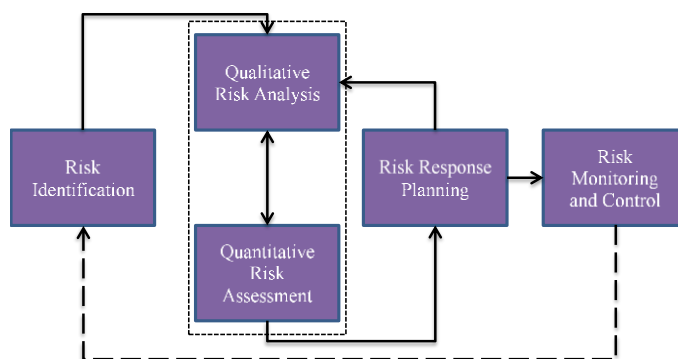 Qualitative
Risk Analysis
Risk
Identification
Risk Response
Planning
Risk
Monitoring
and Control
Quantitative
Risk
Assessment